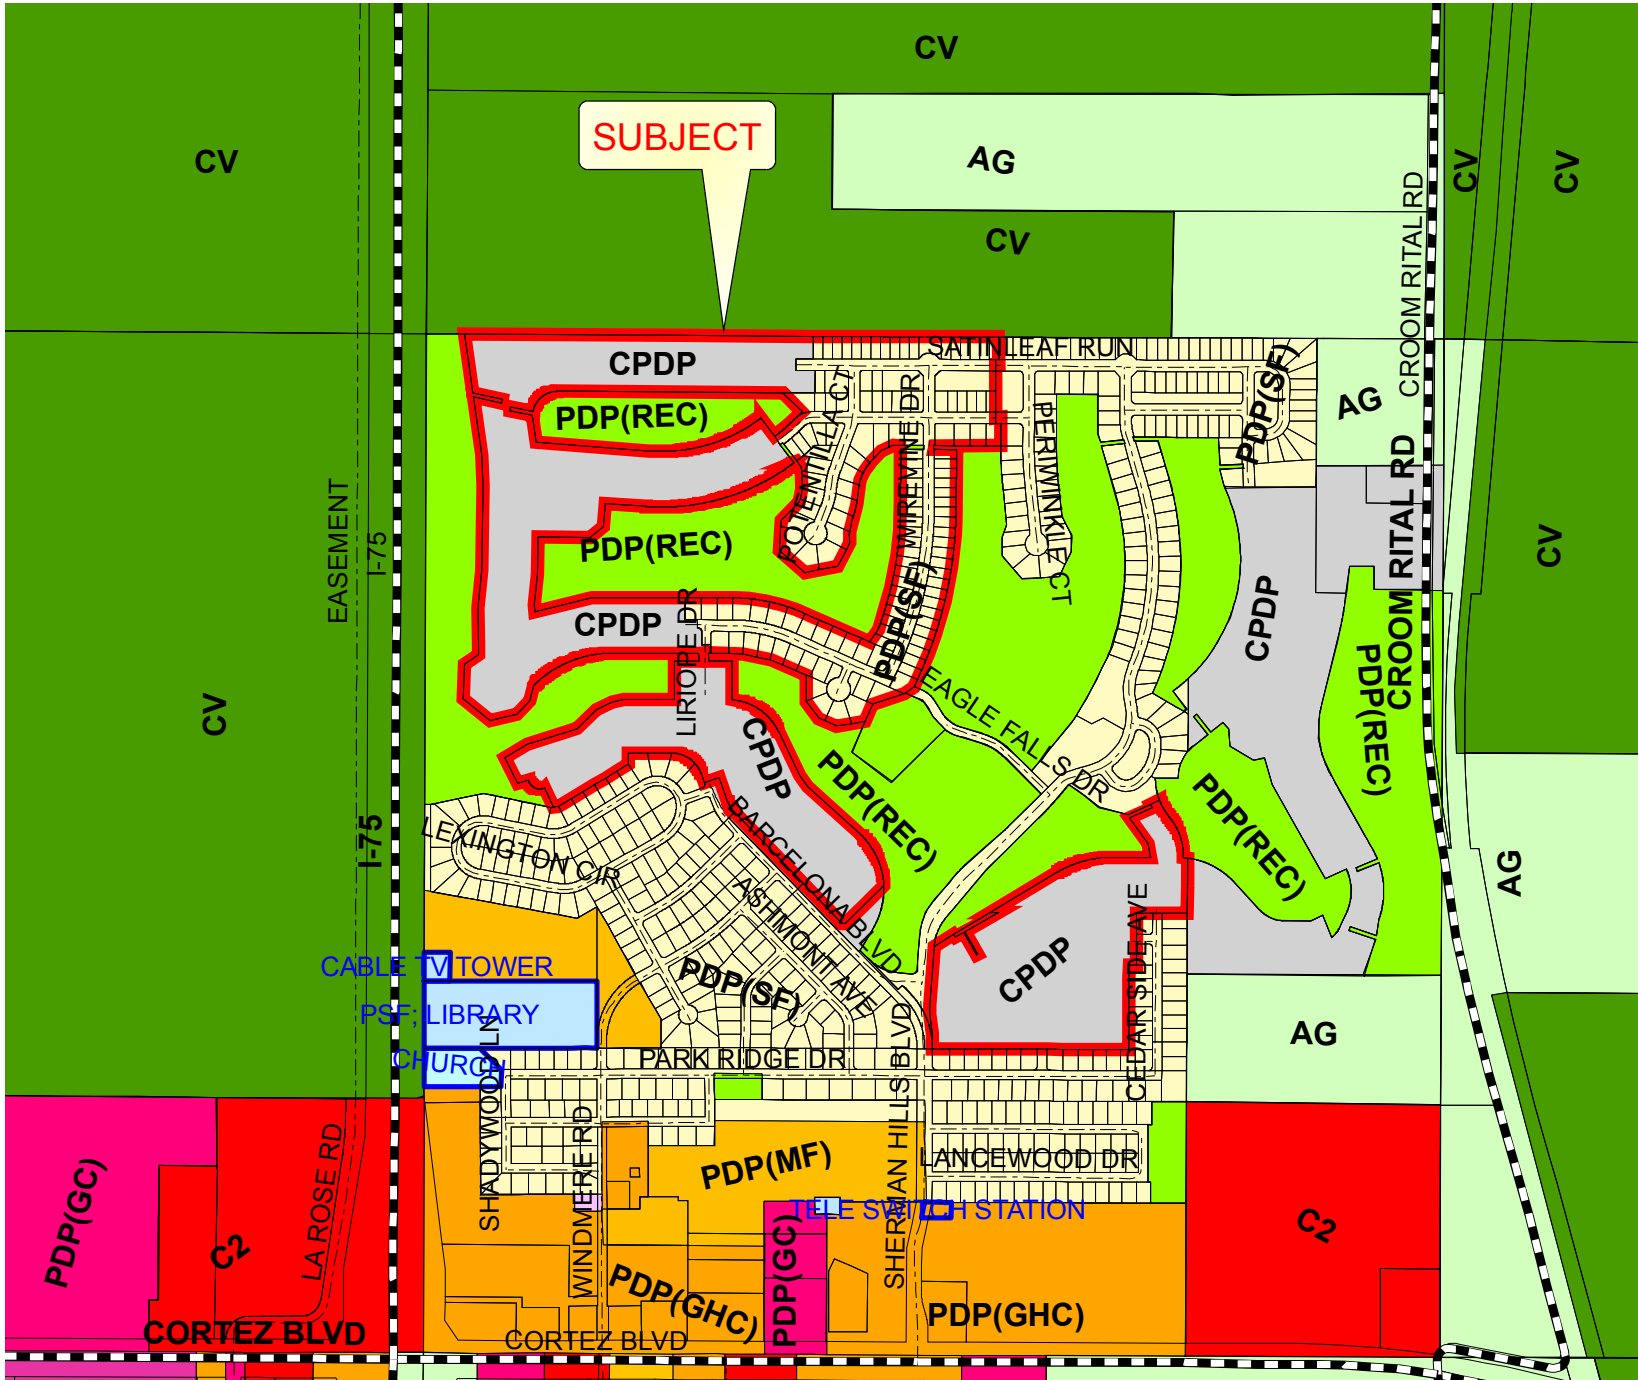 CV
CV
SUBJECT
AG
CV
CV
CV
CROOM RITAL RD
CPDP
SATINLEAF RUN
PDP(SF)
AG
PDP(REC)
POTENTILLA CT
WIREVINE DR
PERIWINKLE CT
EASEMENT
I-75
PDP(REC)
CV
CROOM RITAL RD
CPDP
LIRIOPE DR
PDP(SF)
CPDP
PDP(REC)
CV
EAGLE FALLS DR
CPDP
PDP(REC)
PDP(REC)
I-75
LEXINGTON CIR
BARCELONA BLVD
ASHMONT AVE
AG
CEDAR SIDE AVE
CABLE TV TOWER
PDP(SF)
CPDP
PSF; LIBRARY
AG
CHURCH
SHADYWOOD LN
PARK RIDGE DR
SHERMAN HILLS BLVD
WINDMERE RD
PDP(MF)
LANCEWOOD DR
PDP(GC)
C2
LA ROSE RD
TELE SWITCH STATION
C2
PDP(GHC)
PDP(GC)
PDP(GHC)
CORTEZ BLVD
CORTEZ BLVD